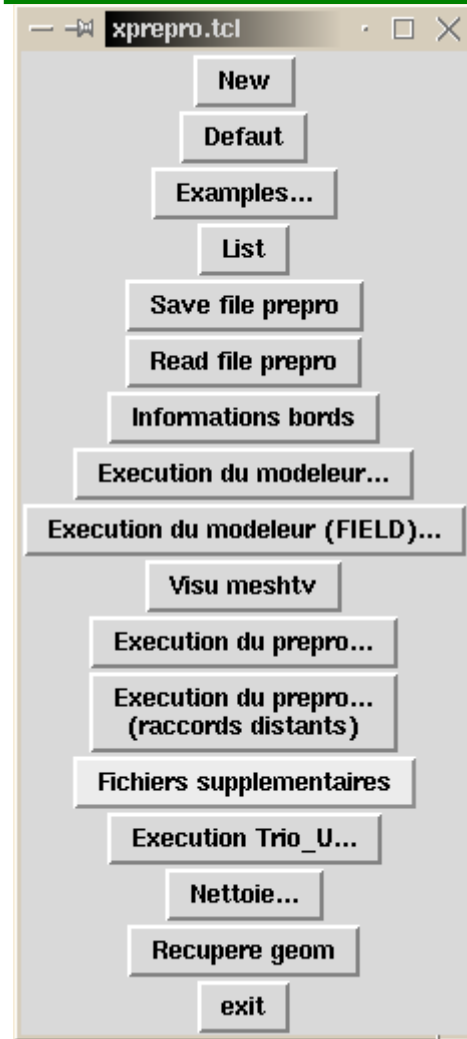 xprepro.tcl
New
Defaut
Examples...
List
Save file prepro
Read file prepro
Informations bords
Execution du modeleur...
Execution du modeleur (FIELD)...
Visu meshtv
Execution du prepro...
Execution du prepro...
(raccords distants)
Fichiers supplementaires
Execution Trio_U...
Nettoie...
Recupere geom
exit